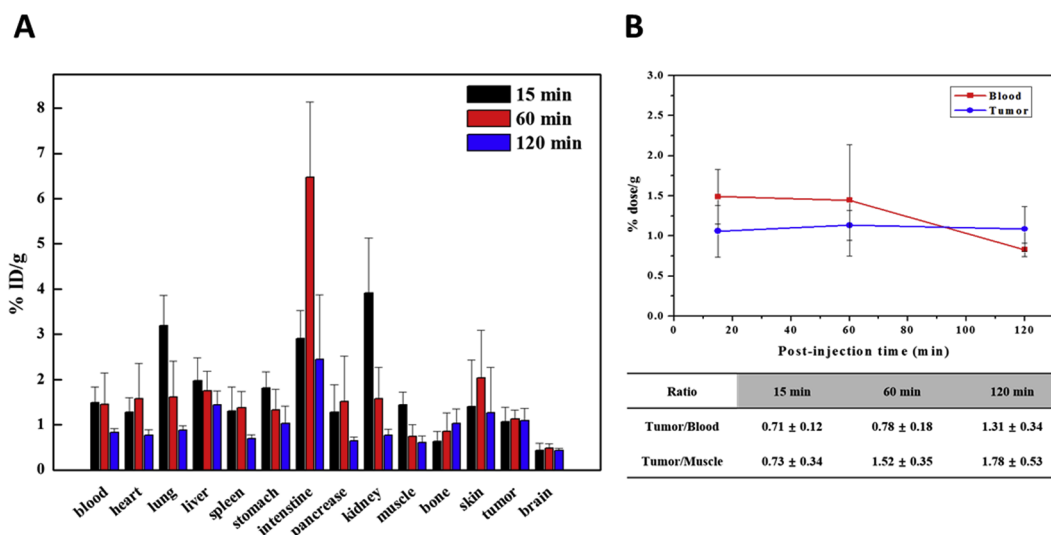 A
B
15 min
60 min
120 min
8
7
6
5
4
3
2
1
0
% ID/g
blood
heart
lung
liver
spleen
stomach
intenstine
pancrease
kidney
muscle
bone
skin
tumor
brain
Blood
Tumor
3.0
2.5
2.0
1.5
1.0
0.5
0.0
% dose/g
0 20 40 60 80 100 120
Post-injection time (min)
Ratio 15 min 60 min 120 min
Tumor/Blood 0.71 ± 0.12 0.78 ± 0.18 1.31 ± 0.34
Tumor/Muscle 0.73 ± 0.34 1.52 ± 0.35 1.78 ± 0.53